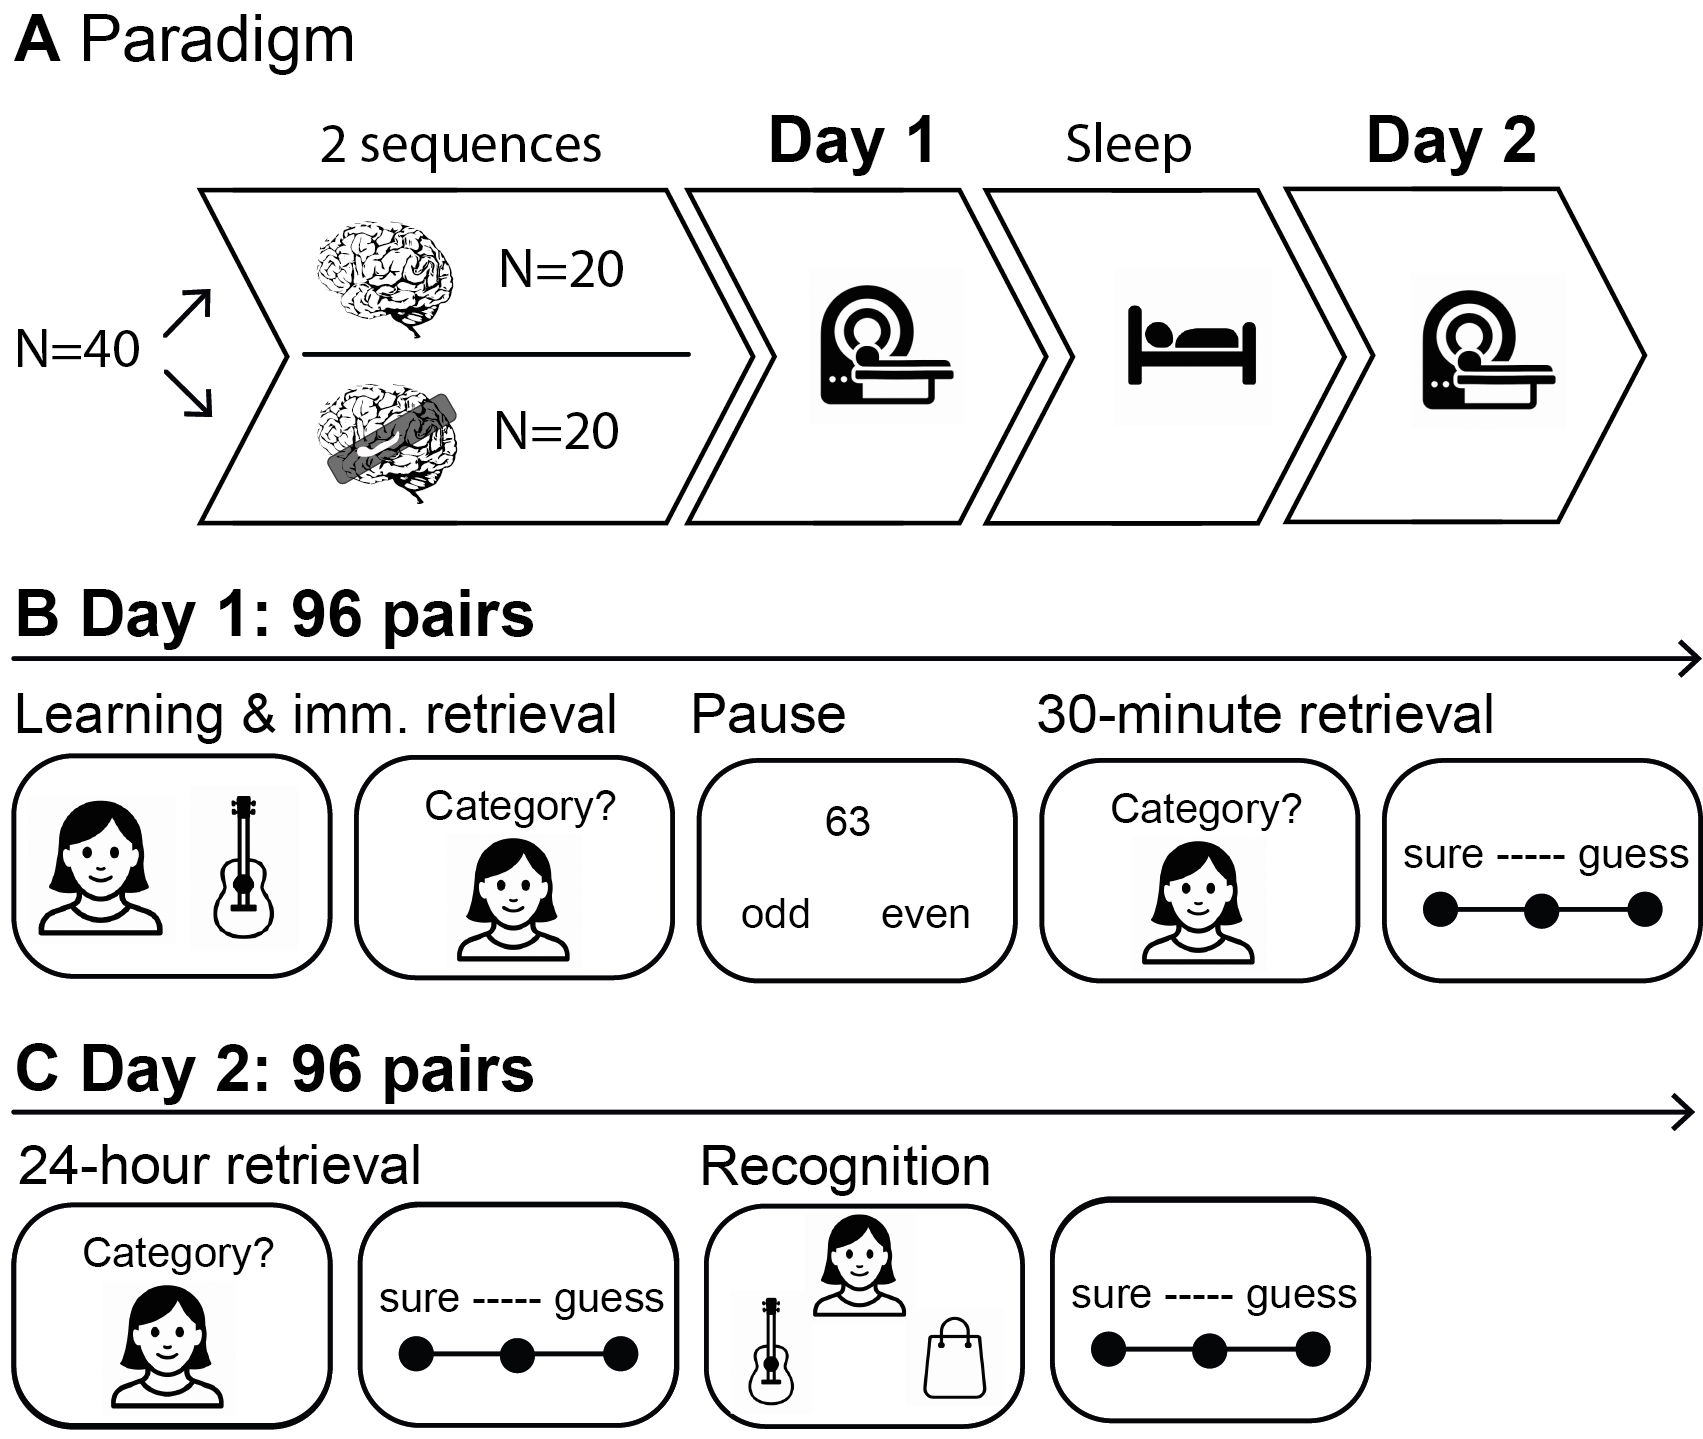 A Paradigm
2 sequences
Day 1
Sleep
Day 2
N=40
N=20
N=20
B Day 1: 96 pairs
Learning & imm. retrieval
Pause
30-minute retrieval
Category?
63
odd even
Category?
sure ----- guess
C Day 2: 96 pairs
24-hour retrieval
Recognition
Category?
sure ----- guess
sure ----- guess